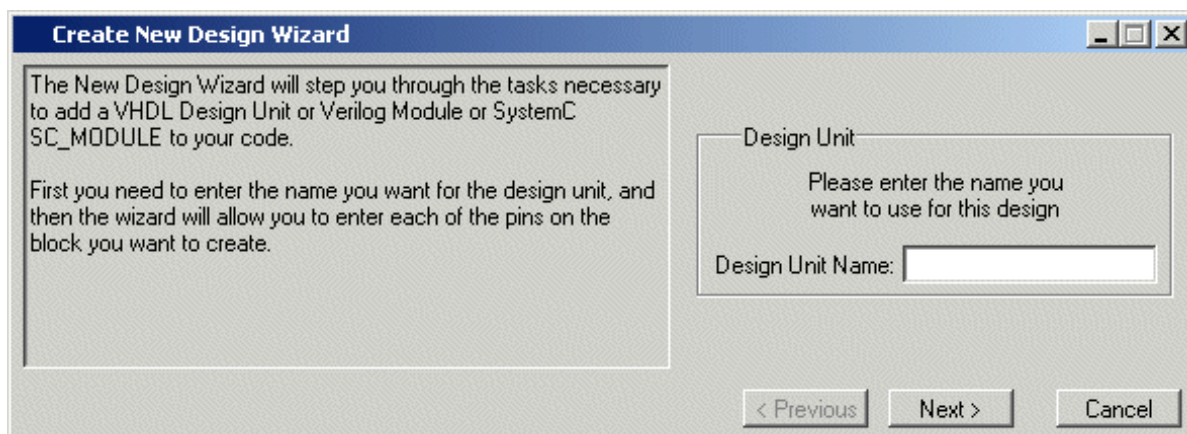 Create New Design Wizard
The New Design Wizard will step you through the tasks necessary
to add a VHDL Design Unit or Verilog Module or SystemC
SC_MODULE to your code.
First you need to enter the name you want for the design unit, and
then the wizard will allow you to enter each of the pins on the
block you want to create.
Design Unit
Please enter the name you
want to use for this design
Design Unit Name:
< Previous
Next >
Cancel